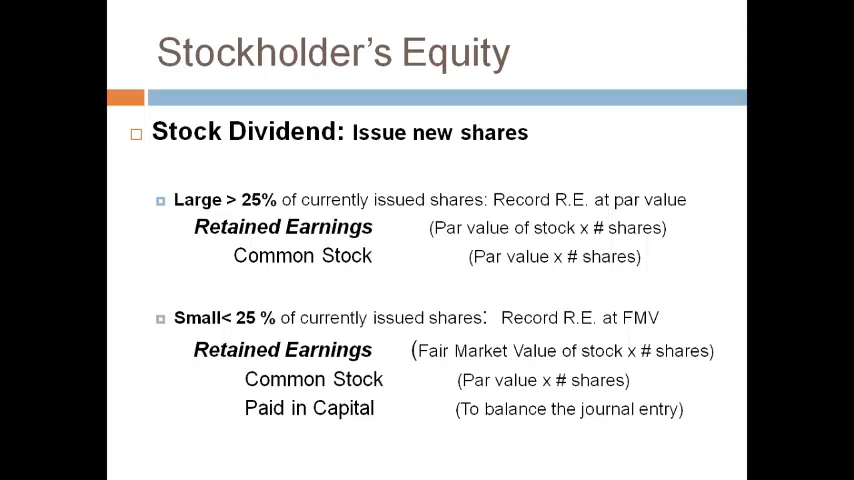 Stockholder's Equity
Stock Dividend: Issue new shares
Large > 25% of currently issued shares: Record R.E. at par value
Retained Earnings (Par value of stock x # shares)
Common Stock (Par value x # shares)
Small< 25 % of currently issued shares: Record R.E. at FMV
Retained Earnings (Fair Market Value of stock x # shares)
Common Stock (Par value x # shares)
Paid in Capital (To balance the journal entry)